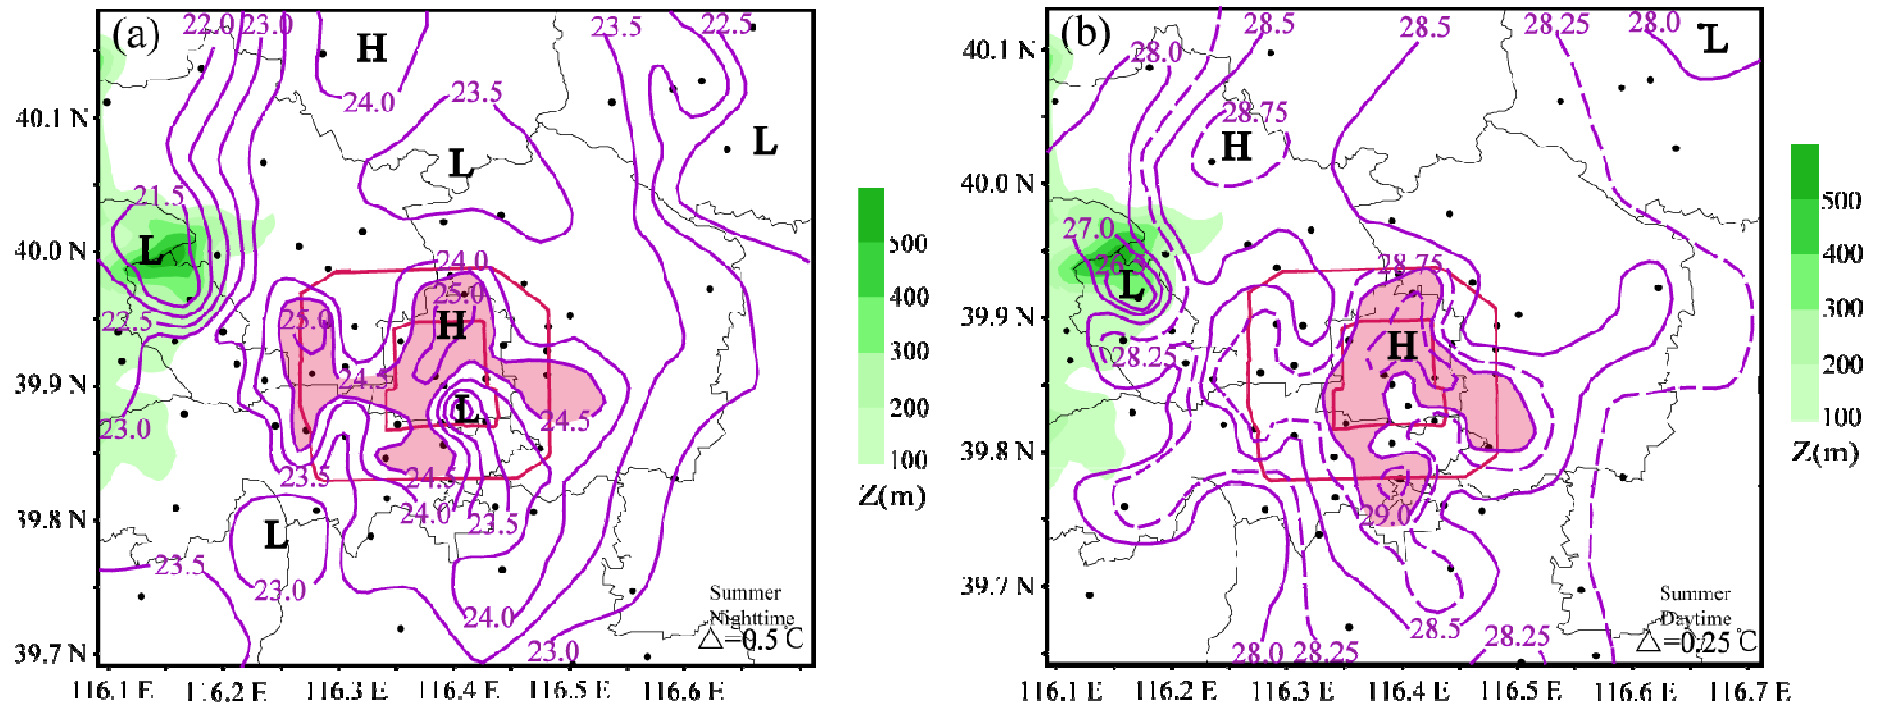 (a)
22.0 23.0 23.5 22.5
H
24.0 23.5
L L
21.5
L
24.0
25.0
25.0
H
23.5
24.5
L
24.5
23.0
23.5 24.5
24.0 23.5
L
23.5
23.0
24.0
23.0
Summer
Nighttime
△=0.5°C
40.1 N
40.0 N
39.9 N
39.8 N
39.7 N
116.1 E 116.2 E 116.3 E 116.4 E 116.5 E 116.6 E
500
400
300
200
100
Z(m)
(b)
28.0 28.5 28.5 28.25 28.0
L
28.75
H
27.0
26.5
L
28.75
H
28.25
29.0
28.5
28.0 28.25 28.25
Summer
Daytime
△=0.25°C
40.1 N
40.0 N
39.9 N
39.8 N
39.7 N
116.1 E 116.2 E 116.3 E 116.4 E 116.5 E 116.6 E 116.7 E
500
400
300
200
100
Z(m)